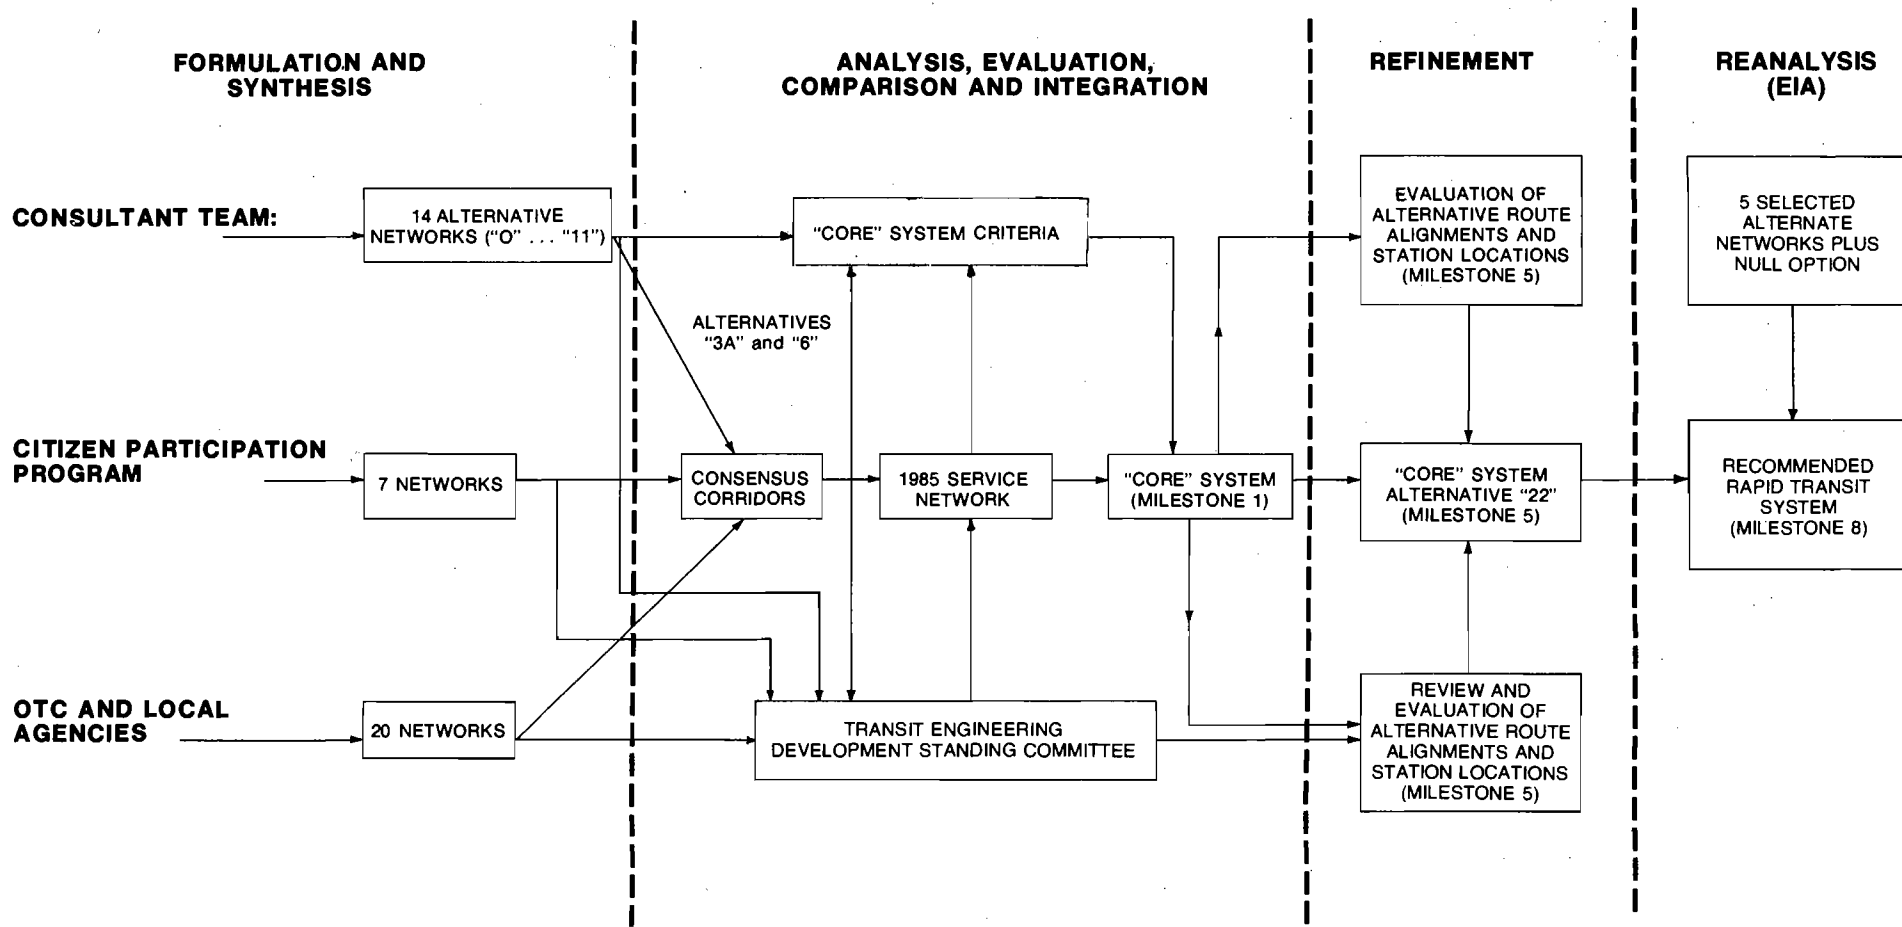 FORMULATION AND
SYNTHESIS
ANALYSIS, EVALUATION,
COMPARISON AND INTEGRATION
REFINEMENT
REANALYSIS
(EIA)
CONSULTANT TEAM:
14 ALTERNATIVE
NETWORKS ("O" ... "11")
"CORE" SYSTEM CRITERIA
EVALUATION OF
ALTERNATIVE ROUTE
ALIGNMENTS AND
STATION LOCATIONS
(MILESTONE 5)
5 SELECTED
ALTERNATE
NETWORKS PLUS
NULL OPTION
ALTERNATIVES
"3A" and "6"
CITIZEN PARTICIPATION
PROGRAM
7 NETWORKS
CONSENSUS
CORRIDORS
1985 SERVICE
NETWORK
"CORE" SYSTEM
(MILESTONE 1)
"CORE" SYSTEM
ALTERNATIVE "22"
(MILESTONE 5)
RECOMMENDED
RAPID TRANSIT
SYSTEM
(MILESTONE 8)
OTC AND LOCAL
AGENCIES
20 NETWORKS
TRANSIT ENGINEERING
DEVELOPMENT STANDING COMMITTEE
REVIEW AND
EVALUATION OF
ALTERNATIVE ROUTE
ALIGNMENTS AND
STATION LOCATIONS
(MILESTONE 5)